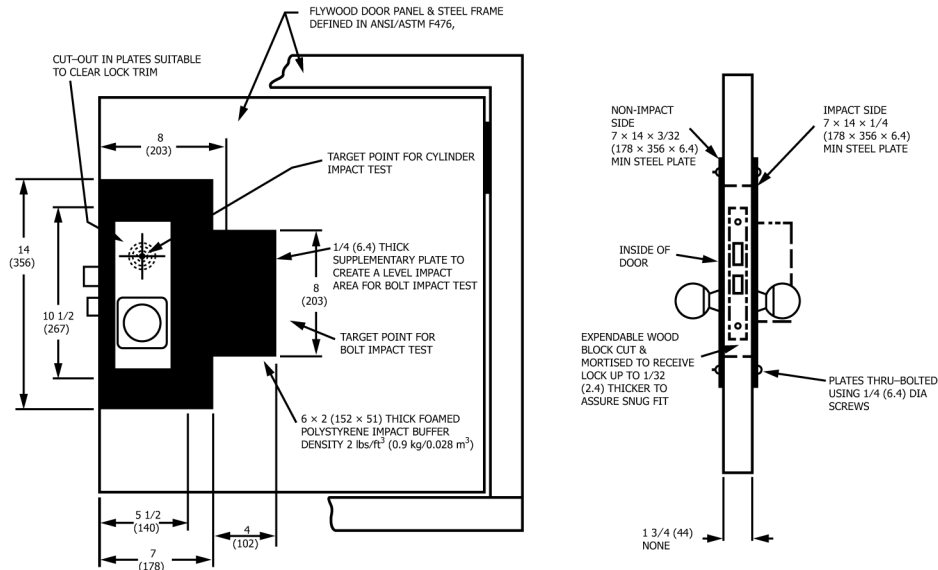 FLYWOOD DOOR PANEL & STEEL FRAME
DEFINED IN ANSI/ASTM F476,
CUT–OUT IN PLATES SUITABLE
TO CLEAR LOCK TRIM
8
(203)
TARGET POINT FOR CYLINDER
IMPACT TEST
14
(356)
10 1/2
(267)
1/4 (6.4) THICK
SUPPLEMENTARY PLATE TO
CREATE A LEVEL IMPACT
AREA FOR BOLT IMPACT TEST
8
(203)
TARGET POINT FOR
BOLT IMPACT TEST
6 × 2 (152 × 51) THICK FOAMED
POLYSTYRENE IMPACT BUFFER
DENSITY 2 lbs/ft³ (0.9 kg/0.028 m³)
5 1/2
(140)
4
(102)
7
(178)
NON-IMPACT
SIDE
7 × 14 × 3/32
(178 × 356 × 6.4)
MIN STEEL PLATE
IMPACT SIDE
7 × 14 × 1/4
(178 × 356 × 6.4)
MIN STEEL PLATE
INSIDE OF
DOOR
EXPENDABLE WOOD
BLOCK CUT &
MORTISED TO RECEIVE
LOCK UP TO 1/32
(2.4) THICKER TO
ASSURE SNUG FIT
PLATES THRU–BOLTED
USING 1/4 (6.4) DIA
SCREWS
1 3/4 (44)
NONE